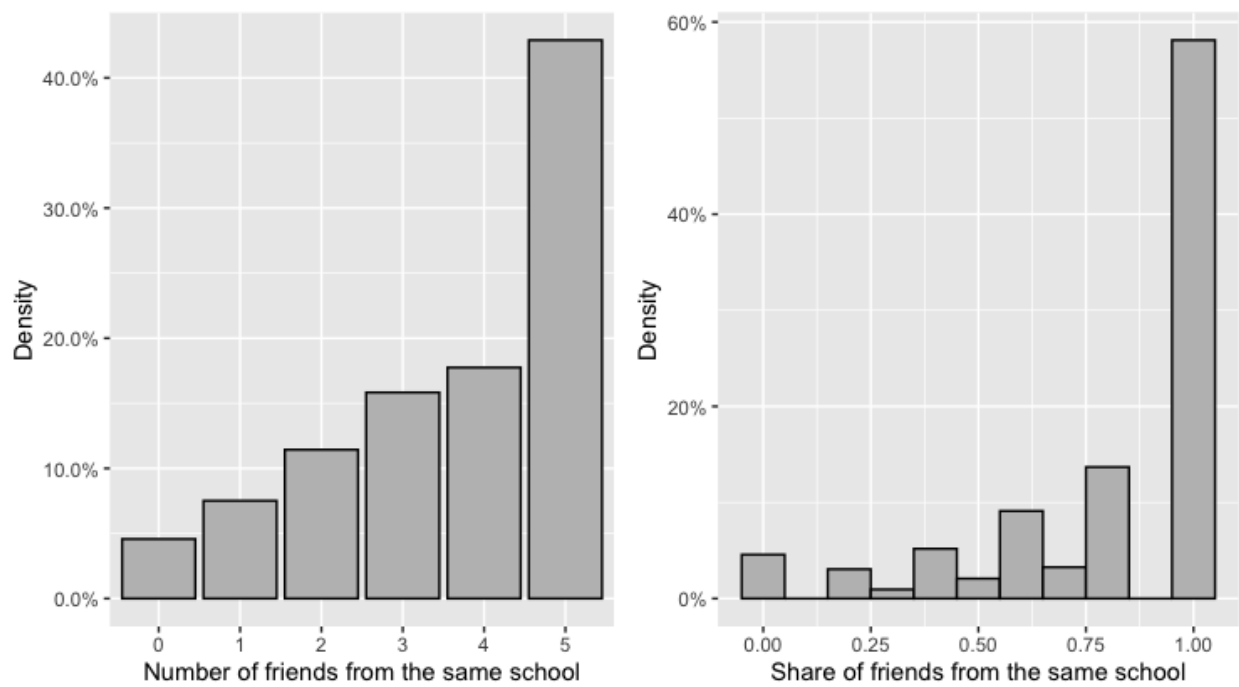 Density
40.0%
30.0%
20.0%
10.0%
0.0%
0 1 2 3 4 5
Number of friends from the same school
Density
60%
40%
20%
0%
0.00 0.25 0.50 0.75 1.00
Share of friends from the same school